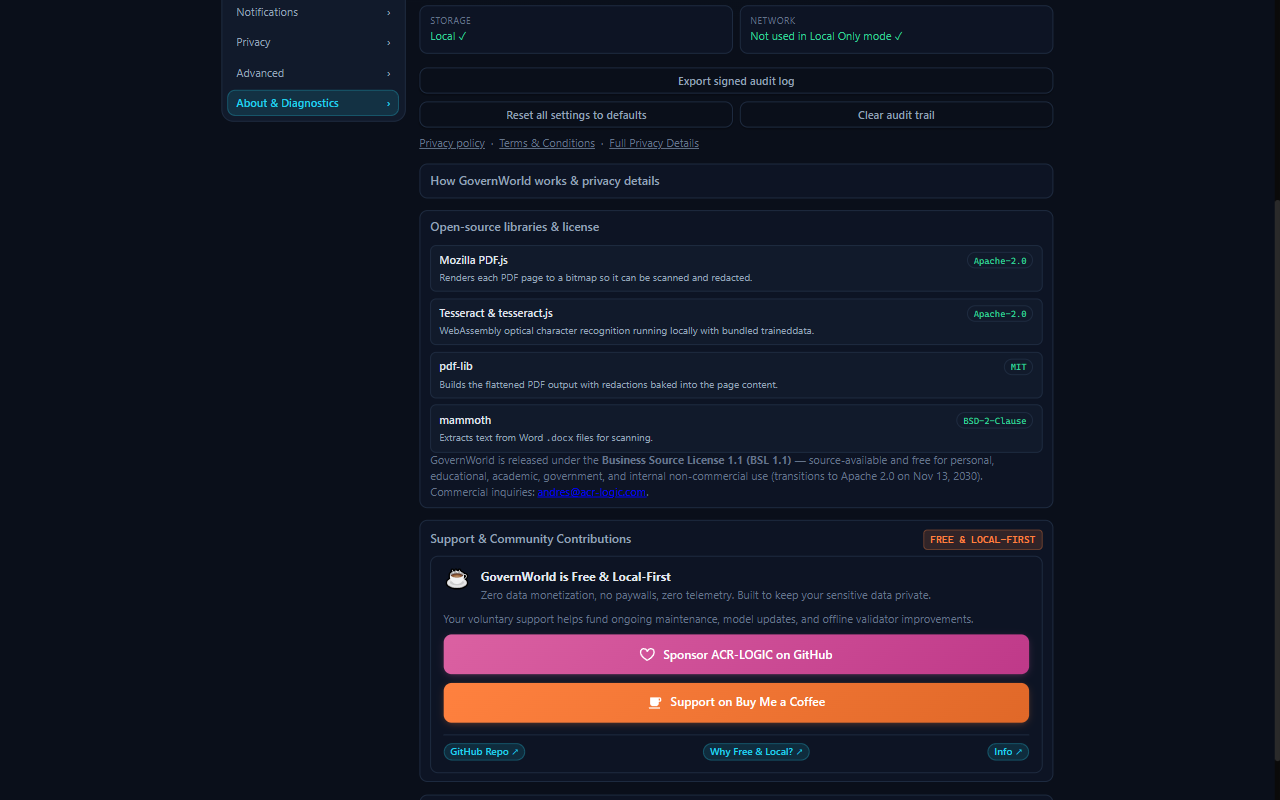 Notifications ›
Privacy ›
Advanced ›
About & Diagnostics ›
STORAGE
Local ✓
NETWORK
Not used in Local Only mode ✓
Export signed audit log
Reset all settings to defaults
Clear audit trail
Privacy policy · Terms & Conditions · Full Privacy Details
How GovernWorld works & privacy details
Open-source libraries & license
Mozilla PDF.js
Apache-2.0
Renders each PDF page to a bitmap so it can be scanned and redacted.
Tesseract & tesseract.js
Apache-2.0
WebAssembly optical character recognition running locally with bundled traineddata.
pdf-lib
MIT
Builds the flattened PDF output with redactions baked into the page content.
mammoth
BSD-2-Clause
Extracts text from Word .docx files for scanning.
GovernWorld is released under the Business Source License 1.1 (BSL 1.1) — source-available and free for personal,
educational, academic, government, and internal non-commercial use (transitions to Apache 2.0 on Nov 13, 2030).
Commercial inquiries:
Support & Community Contributions
FREE & LOCAL-FIRST
GovernWorld is Free & Local-First
Zero data monetization, no paywalls, zero telemetry. Built to keep your sensitive data private.
Your voluntary support helps fund ongoing maintenance, model updates, and offline validator improvements.
Sponsor ACR-LOGIC on GitHub
Support on Buy Me a Coffee
GitHub Repo ↗
Why Free & Local? ↗
Info ↗